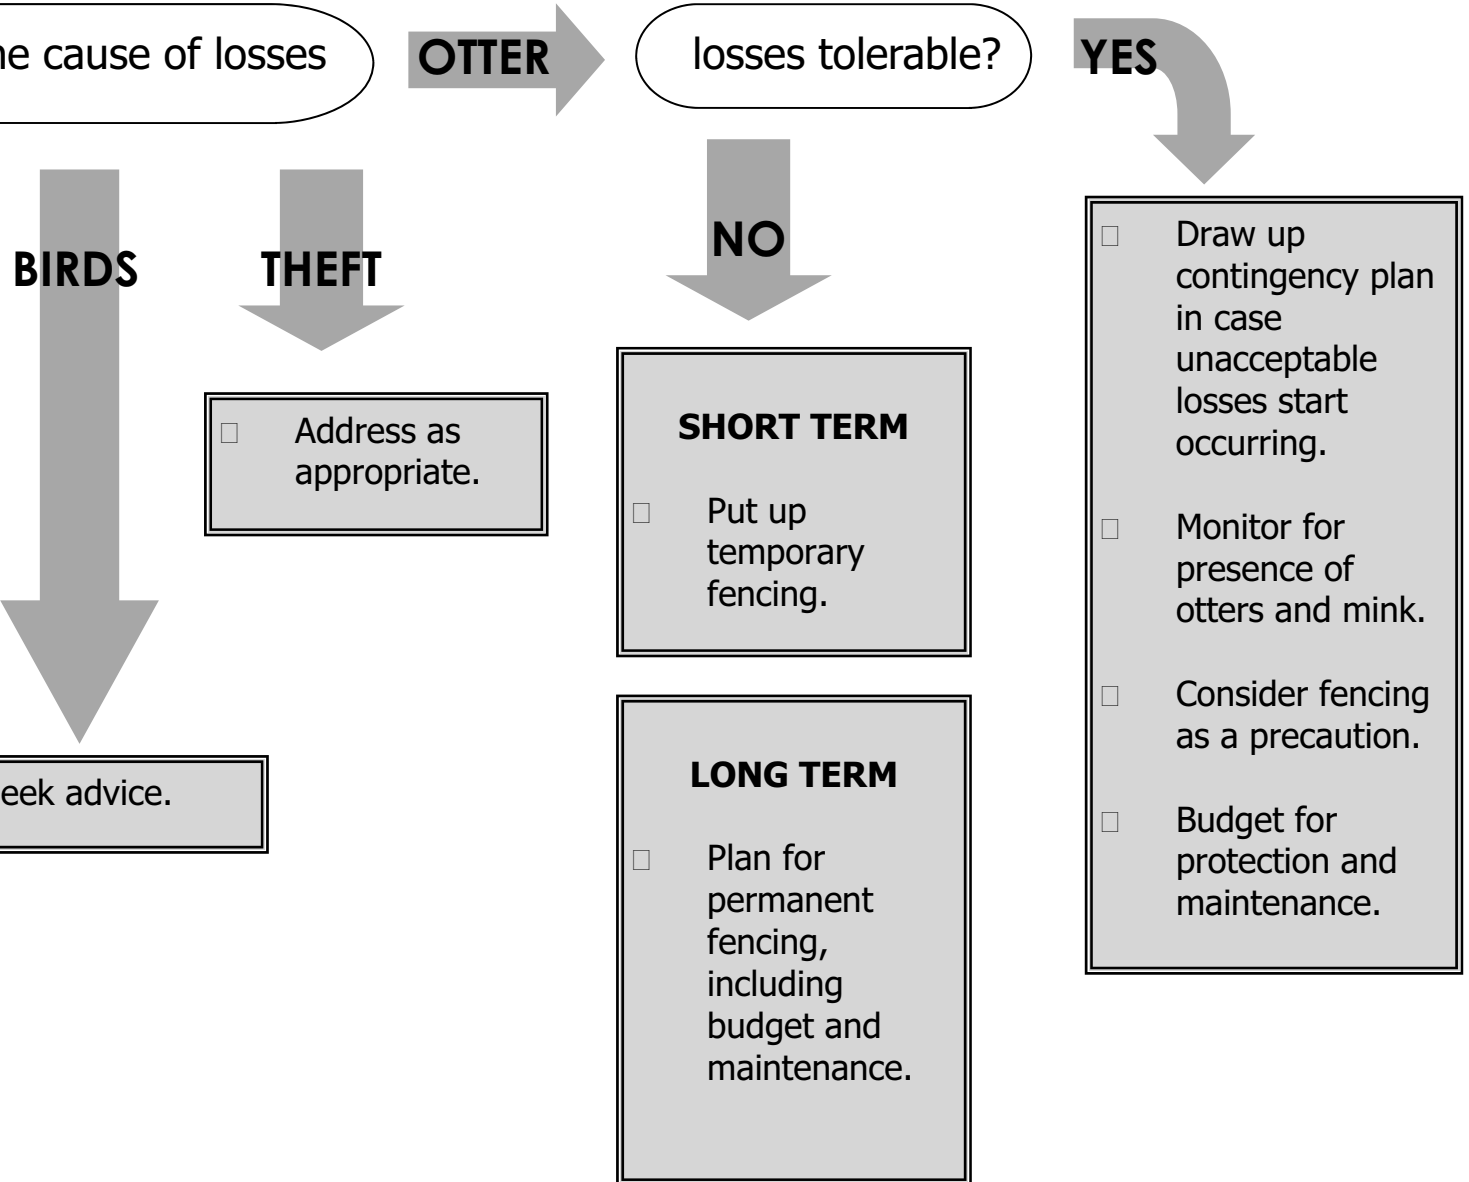 cause of losses
OTTER
losses tolerable?
YES
BIRDS
THEFT
NO
Address as
appropriate.
advice.
SHORT TERM
Put up
temporary
fencing.
LONG TERM
Plan for
permanent
fencing,
including
budget and
maintenance.
Draw up
contingency plan
in case
unacceptable
losses start
occurring.
Monitor for
presence of
otters and mink.
Consider fencing
as a precaution.
Budget for
protection and
maintenance.